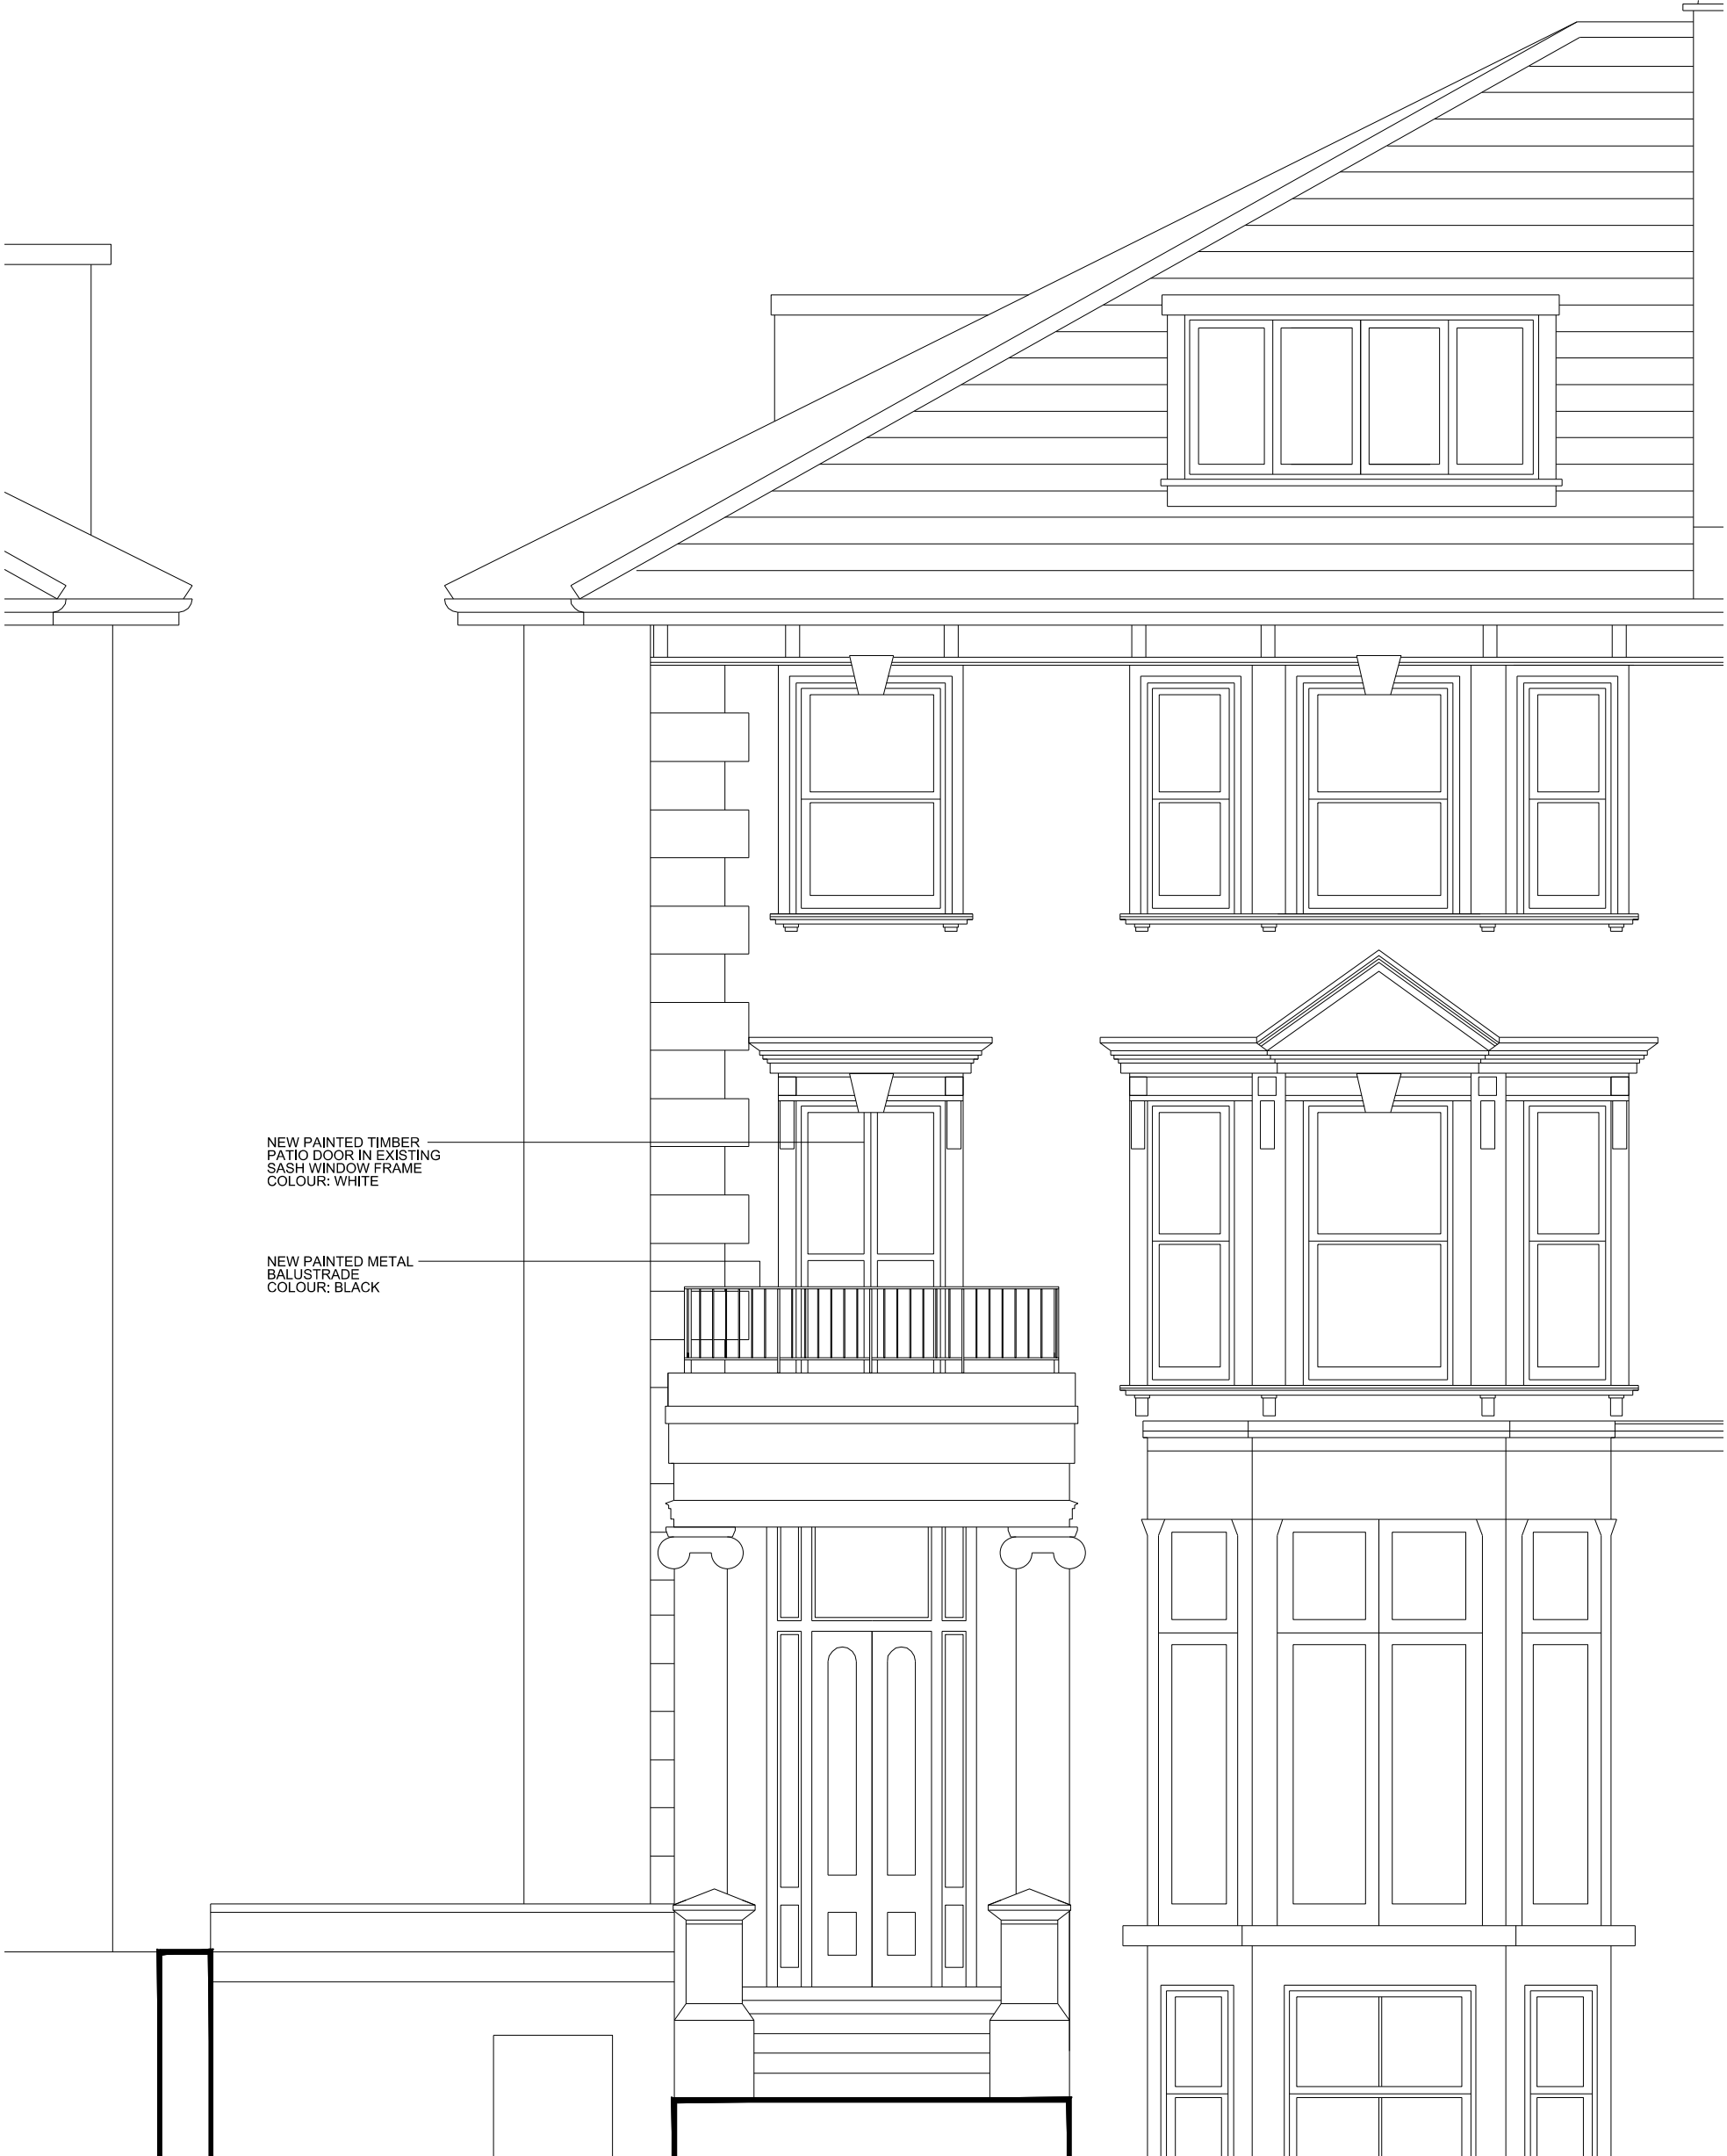 NEW PAINTED TIMBER
PATIO DOOR IN EXISTING
SASH WINDOW FRAME
COLOUR: WHITE
NEW PAINTED METAL
BALUSTRADE
COLOUR: BLACK